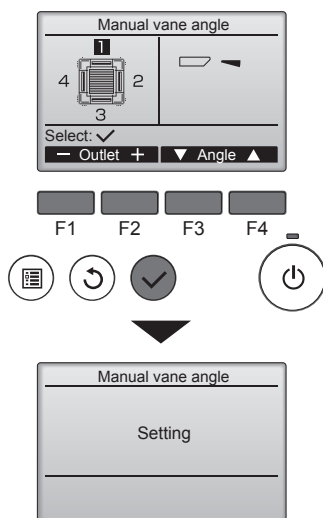 Manual vane angle
1
4 2
3
Select: ✓
− Outlet + ▼ Angle ▲
F1 F2 F3 F4
Manual vane angle
Setting